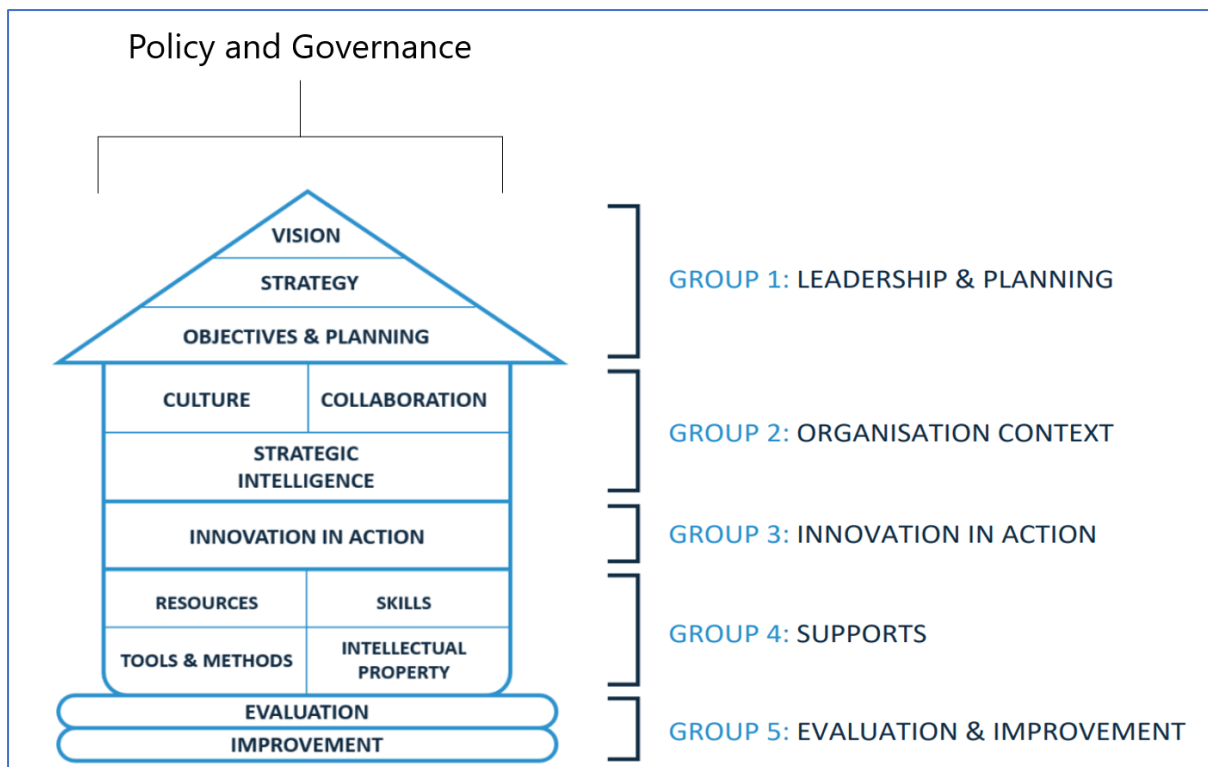 Policy and Governance
VISION
STRATEGY
OBJECTIVES & PLANNING
GROUP 1: LEADERSHIP & PLANNING
CULTURE
COLLABORATION
STRATEGIC
INTELLIGENCE
GROUP 2: ORGANISATION CONTEXT
INNOVATION IN ACTION
GROUP 3: INNOVATION IN ACTION
RESOURCES
SKILLS
TOOLS & METHODS
INTELLECTUAL
PROPERTY
GROUP 4: SUPPORTS
EVALUATION
IMPROVEMENT
GROUP 5: EVALUATION & IMPROVEMENT